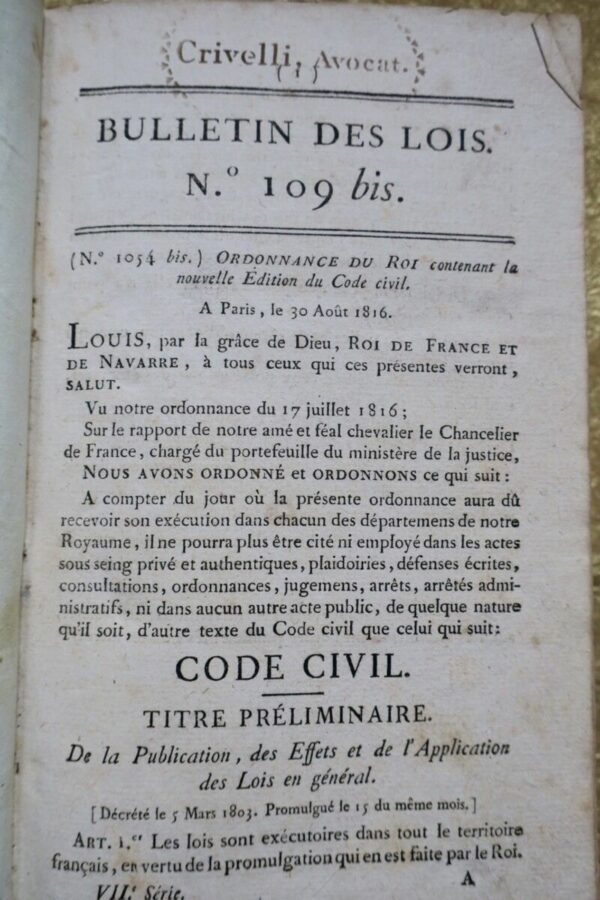 Crivelli, Avocat.
( 1 )
BULLETIN DES LOIS.
N.º 109 bis.
(N.º 1054 bis.) ORDONNANCE DU ROI contenant la
nouvelle Édition du Code civil.
A Paris, le 30 Août 1816.
LOUIS, par la grâce de Dieu, ROI DE FRANCE ET
DE NAVARRE, à tous ceux qui ces présentes verront,
SALUT.
Vu notre ordonnance du 17 juillet 1816;
Sur le rapport de notre amé et féal chevalier le Chancelier
de France, chargé du portefeuille du ministère de la justice,
NOUS AVONS ORDONNÉ et ORDONNONS ce qui suit:
A compter du jour où la présente ordonnance aura dû
recevoir son exécution dans chacun des départemens de notre
Royaume, il ne pourra plus être cité ni employé dans les actes
sous seing privé et authentiques, plaidoiries, défenses écrites,
consultations, ordonnances, jugemens, arrêts, arrêtés admi-
nistratifs, ni dans aucun autre acte public, de quelque nature
qu'il soit, d'autre texte du Code civil que celui qui suit:
CODE CIVIL.
TITRE PRÉLIMINAIRE.
De la Publication, des Effets et de l'Application
des Lois en général.
[Décrété le 5 Mars 1803. Promulgué le 15 du même mois.]
ART. 1.er Les lois sont exécutoires dans tout le territoire
français, en vertu de la promulgation qui en est faite par le Roi.
VII.e Série. A